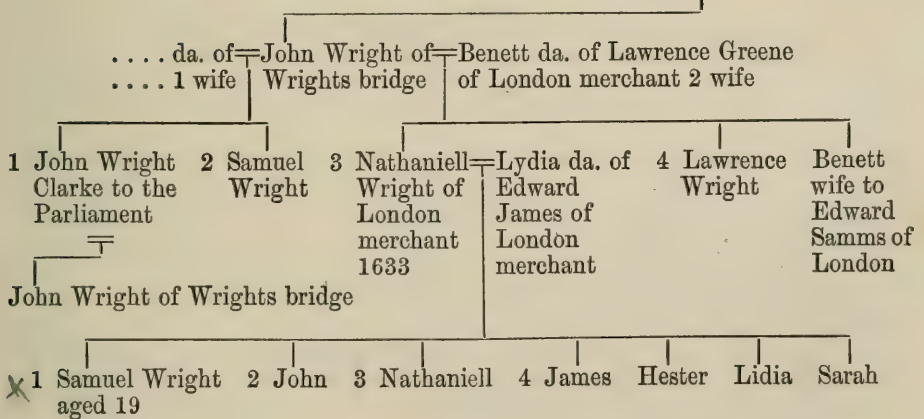 .... da. of John Wright of Benett da. of Lawrence Greene
.... 1 wife Wrights bridge of London merchant 2 wife
1 John Wright
Clarke to the
Parliament
2 Samuel
Wright
3 Nathaniell
Wright of
London
merchant
1633
Lydia da. of
Edward
James of
London
merchant
4 Lawrence
Wright
Benett
wife to
Edward
Samms of
London
John Wright of Wrights bridge
1 Samuel Wright
aged 19
2 John
3 Nathaniell
4 James
Hester
Lidia
Sarah